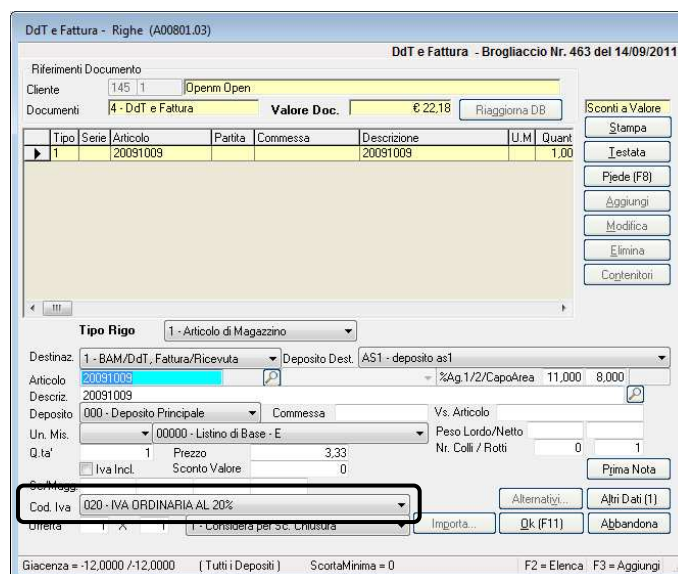 DdT e Fattura - Righe (A00801.03)
DdT e Fattura - Brogliaccio Nr. 463 del 14/09/2011
Riferimenti Documento
Cliente 145 1 Openm Open
Documenti 4 - DdT e Fattura Valore Doc. € 22,18 Riaggiorna DB Sconti a Valore
Tipo Serie Articolo Partita Commessa Descrizione U.M Quant
1 20091009 20091009 1,00
Stampa
Testata
Piede (F8)
Aggiungi
Modifica
Elimina
Contenitori
Tipo Rigo 1 - Articolo di Magazzino
Destinaz. 1 - BAM/DdT, Fattura/Ricevuta Deposito Dest. AS1 - deposito as1
Articolo 20091009 %Ag.1/2/CapoArea 11,000 8,000
Descriz. 20091009
Deposito 000 - Deposito Principale Commessa Vs. Articolo
Un. Mis. 00000 - Listino di Base - E Peso Lordo/Netto
Q.ta' 1 Prezzo 3,33 Nr. Colli / Rotti 0 1
Iva Incl. Sconto Valore 0 Prima Nota
Sc/Magg.
Cod. Iva 020 - IVA ORDINARIA AL 20% Alternativi... Altri Dati (1)
Offerta 1 X 1 1 - Considera per Sc. Chiusura Importa... Ok (F11) Abbandona
Giacenza = -12,0000 /-12,0000 (Tutti i Depositi) ScortaMinima = 0 F2 = Elenca F3 = Aggiungi